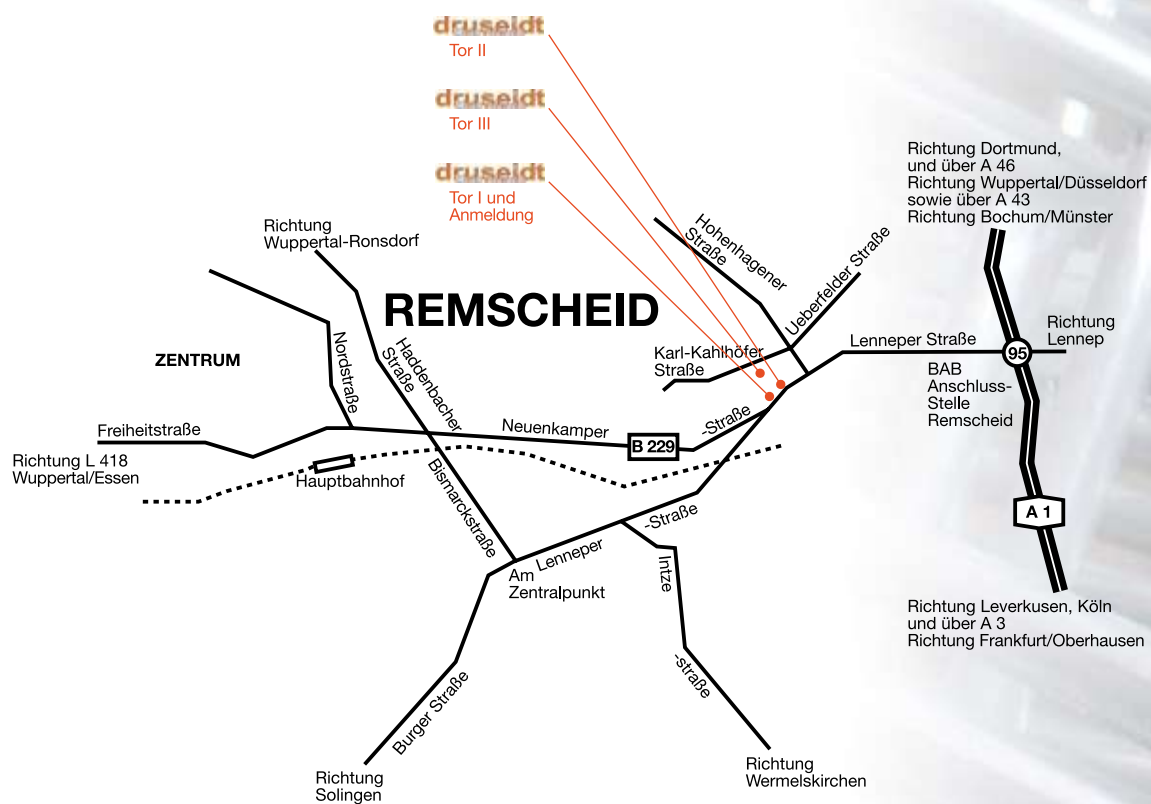 druseidt
Tor II
druseidt
Tor III
druseidt
Tor I und
Anmeldung
Richtung Dortmund,
und über A 46
Richtung Wuppertal/Düsseldorf
sowie über A 43
Richtung Bochum/Münster
Richtung
Wuppertal-Ronsdorf
Hohenhagener
Straße
Ueberfelder Straße
REMSCHEID
ZENTRUM
Nordstraße
Haddenbacher
Straße
Karl-Kahlhöfer
Straße
Lenneper Straße
95
Richtung
Lennep
BAB
Anschluss-
Stelle
Remscheid
Freiheitstraße
Neuenkamper
B 229
-Straße
Richtung L 418
Wuppertal/Essen
Hauptbahnhof
Bismarckstraße
A 1
Lenneper
-Straße
Am
Zentralpunkt
Intze
-straße
Richtung Leverkusen, Köln
und über A 3
Richtung Frankfurt/Oberhausen
Burger Straße
Richtung
Solingen
Richtung
Wermelskirchen